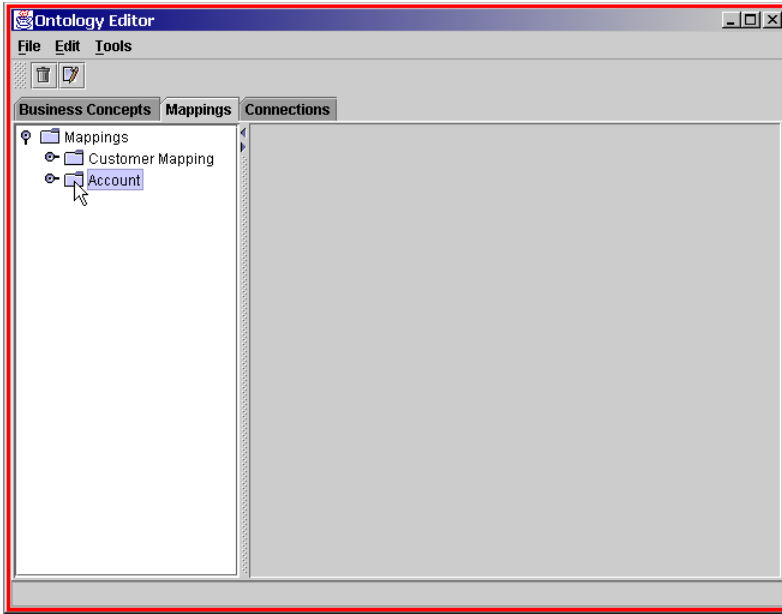 Ontology Editor
File Edit Tools
Business Concepts Mappings Connections
Mappings
Customer Mapping
Account